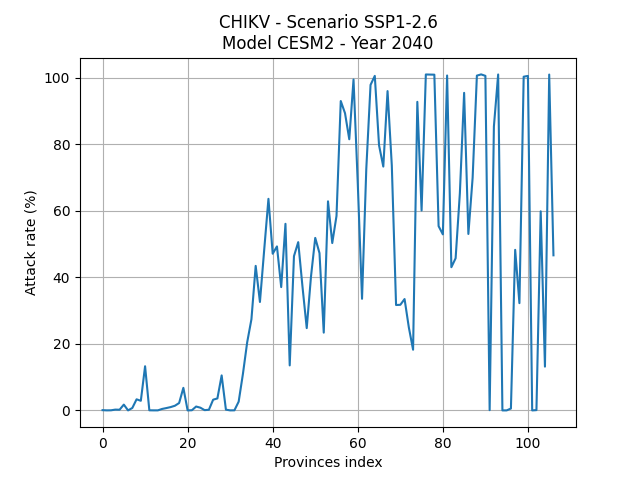 CHIKV - Scenario SSP1-2.6
Model CESM2 - Year 2040
100
80
60
40
20
0
Attack rate (%)
0 20 40 60 80 100
Provinces index